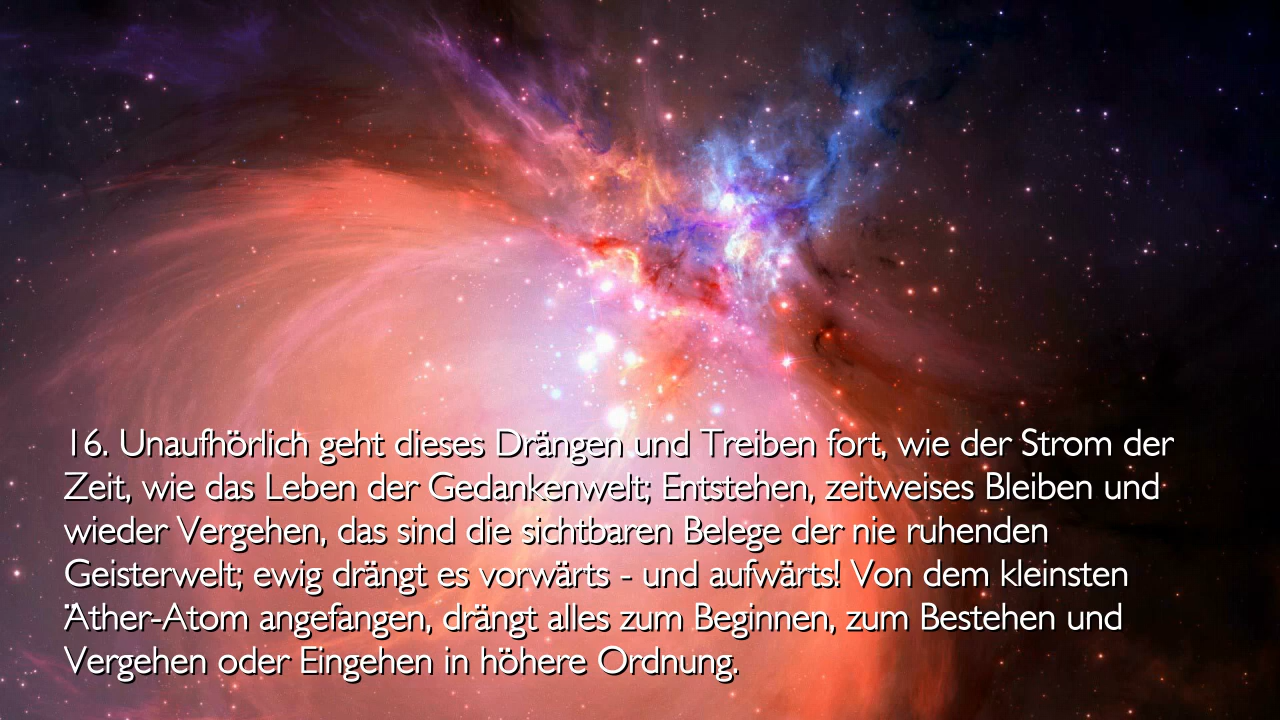 16. Unaufhörlich geht dieses Drängen und Treiben fort, wie der Strom der
Zeit, wie das Leben der Gedankenwelt; Entstehen, zeitweises Bleiben und
wieder Vergehen, das sind die sichtbaren Belege der nie ruhenden
Geisterwelt; ewig drängt es vorwärts - und aufwärts! Von dem kleinsten
Äther-Atom angefangen, drängt alles zum Beginnen, zum Bestehen und
Vergehen oder Eingehen in höhere Ordnung.